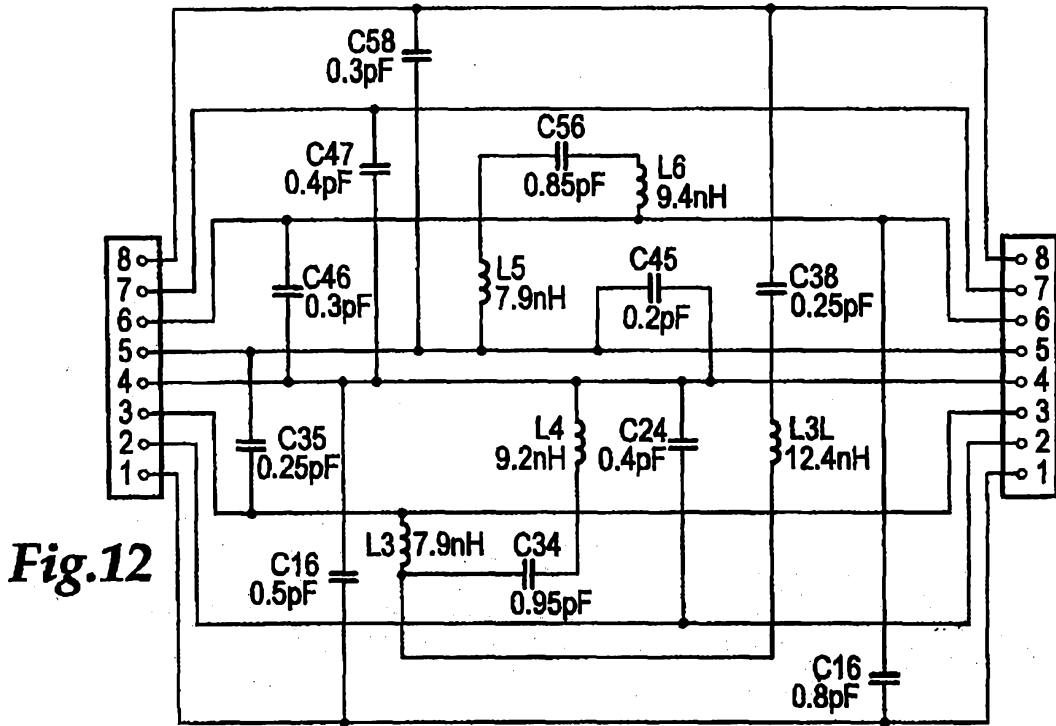 C58
0.3pF
C56
C47
0.4pF
0.85pF
L6
9.4nH
8
7
6
5
4
3
2
1
C46
0.3pF
L5
7.9nH
C45
0.2pF
C38
0.25pF
8
7
6
5
4
3
2
1
C35
0.25pF
L4
9.2nH
C24
0.4pF
L3L
12.4nH
L3
7.9nH
C34
0.95pF
Fig.12
C16
0.5pF
C16
0.8pF